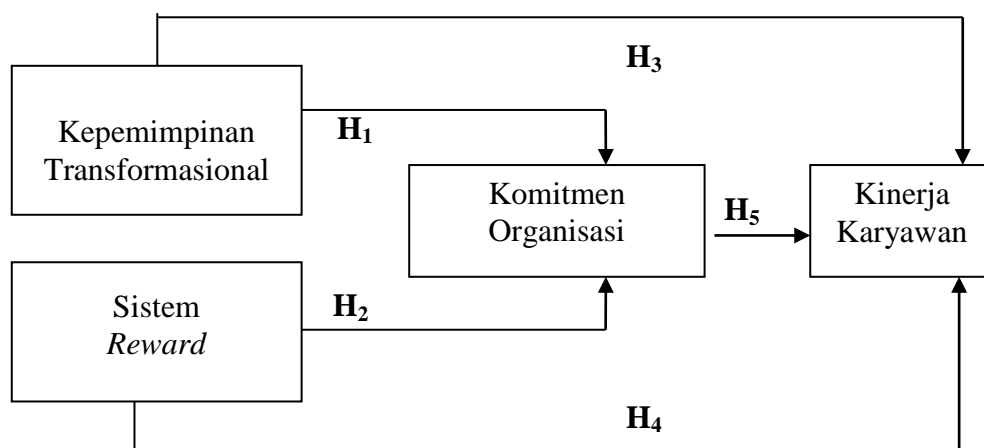 H3
Kepemimpinan
Transformasional
H1
Komitmen
Organisasi
H5
Kinerja
Karyawan
Sistem
Reward
H2
H4